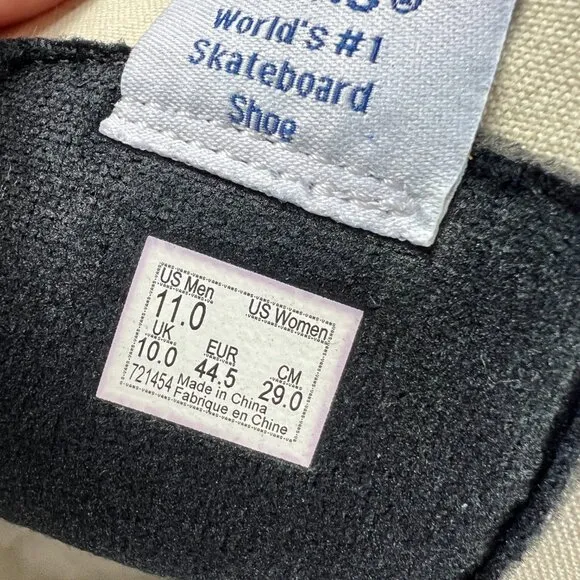 World's #1
Skateboard
Shoe
US Men
11.0
US Women
UK
10.0
EUR
44.5
CM
29.0
721454 Made in China
Fabrique en Chine